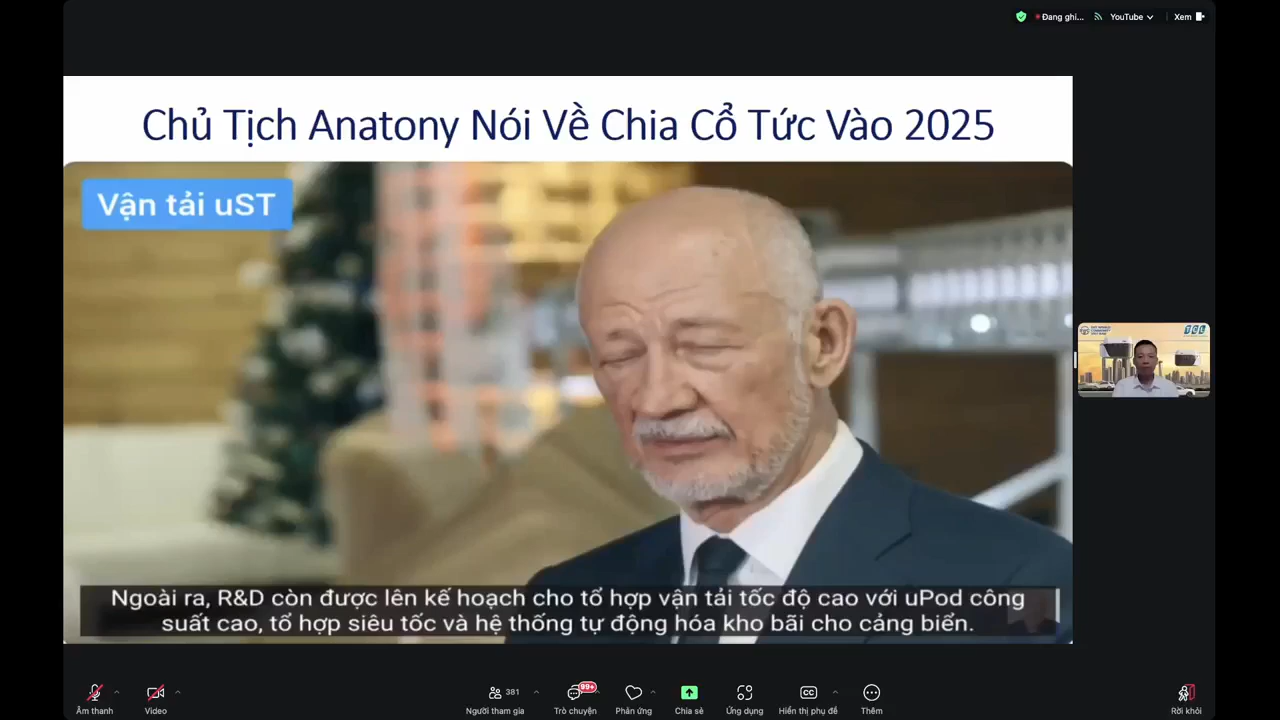 Đang ghi...
YouTube
Xem
Chủ Tịch Anatony Nói Về Chia Cổ Tức Vào 2025
Vận tải uST
TCL
Ngoài ra, R&D còn được lên kế hoạch cho tổ hợp vận tải tốc độ cao với uPod công
suất cao, tổ hợp siêu tốc và hệ thống tự động hóa kho bãi cho cảng biển.
381
99+
CC
Âm thanh
Video
Người tham gia
Trò chuyện
Phản ứng
Chia sẻ
Ứng dụng
Hiển thị phụ đề
Thêm
Rời khỏi